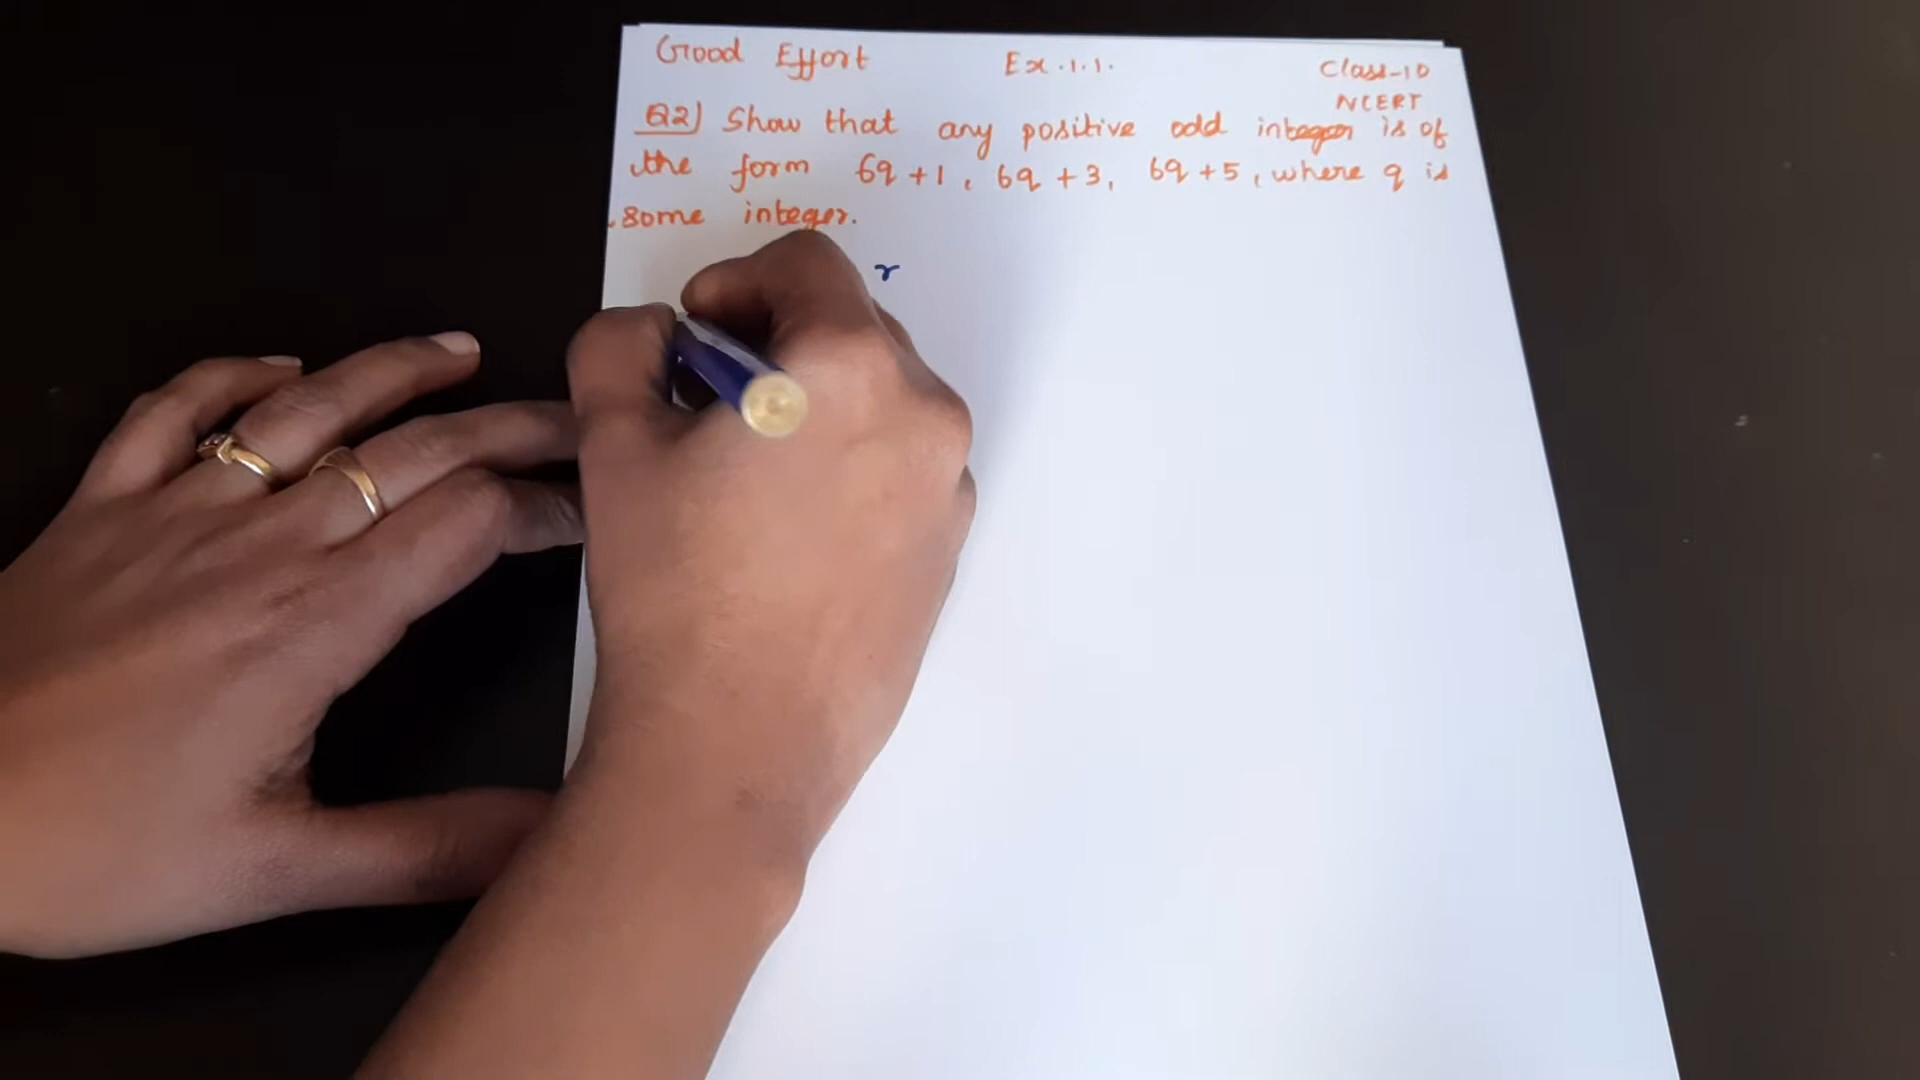 Good Effort Ex.1.1. Class-10
NCERT
Q2) Show that any positive odd integer is of
the form 6q+1, 6q+3, 6q+5, where q is
some integer.
r